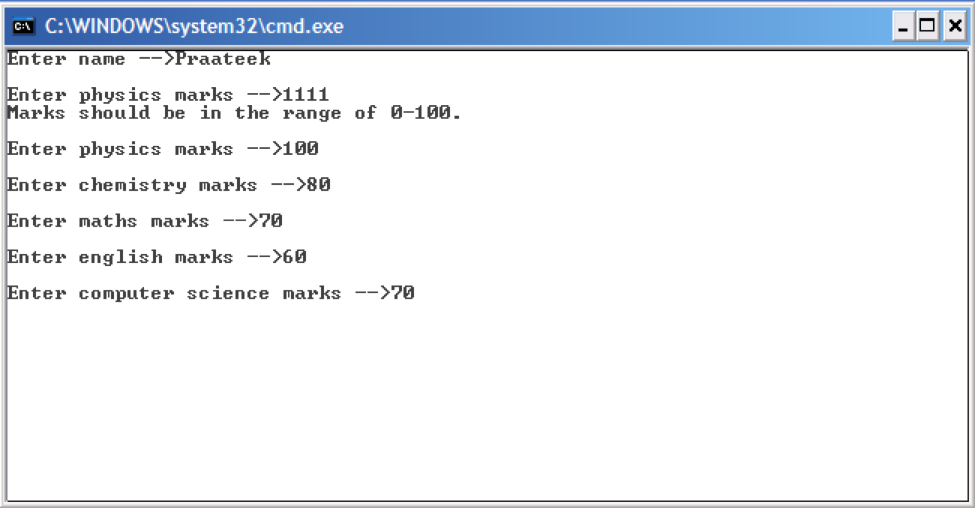 C:\WINDOWS\system32\cmd.exe
Enter name -->Praateek
Enter physics marks -->1111
Marks should be in the range of 0-100.
Enter physics marks -->100
Enter chemistry marks -->80
Enter maths marks -->70
Enter english marks -->60
Enter computer science marks -->70